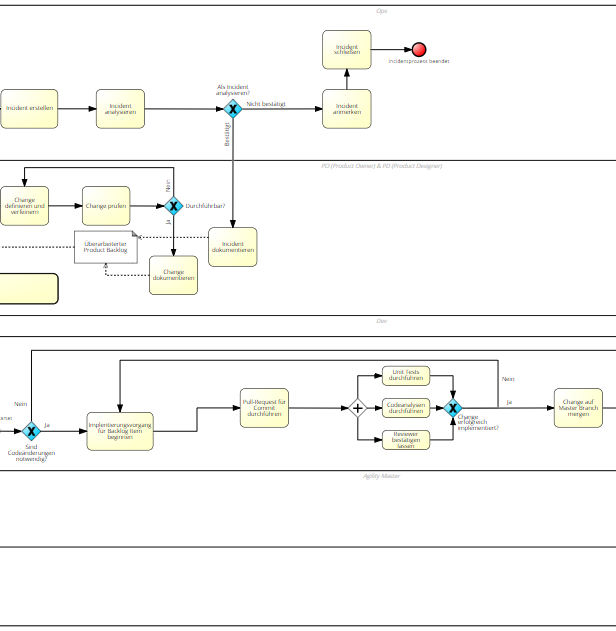 Ops
Incident
schließen
Incidentprozess beendet
Als Incident
analysieren?
Nicht bestätigt
Incident erstellen
Incident
analysieren
Incident
anmerken
Bestätigt
PO (Product Owner) & PD (Product Designer)
Nein
Change
definieren und
verfeinern
Change prüfen
Durchführbar?
Ja
Überarbeiteter
Product Backlog
Incident
dokumentieren
Change
dokumentieren
Dev
Unit Tests
durchführen
Nein
Nein
Ja
Implentierungsvorgang
für Backlog Item
beginnen
Pull-Request für
Commit
durchführen
Codeanalysen
durchführen
Ja
Change auf
Master Branch
mergen
Change
erfolgreich
implementiert?
Reviewer
bestätigen
lassen
Sind
Codeänderungen
notwendig?
Agility Master